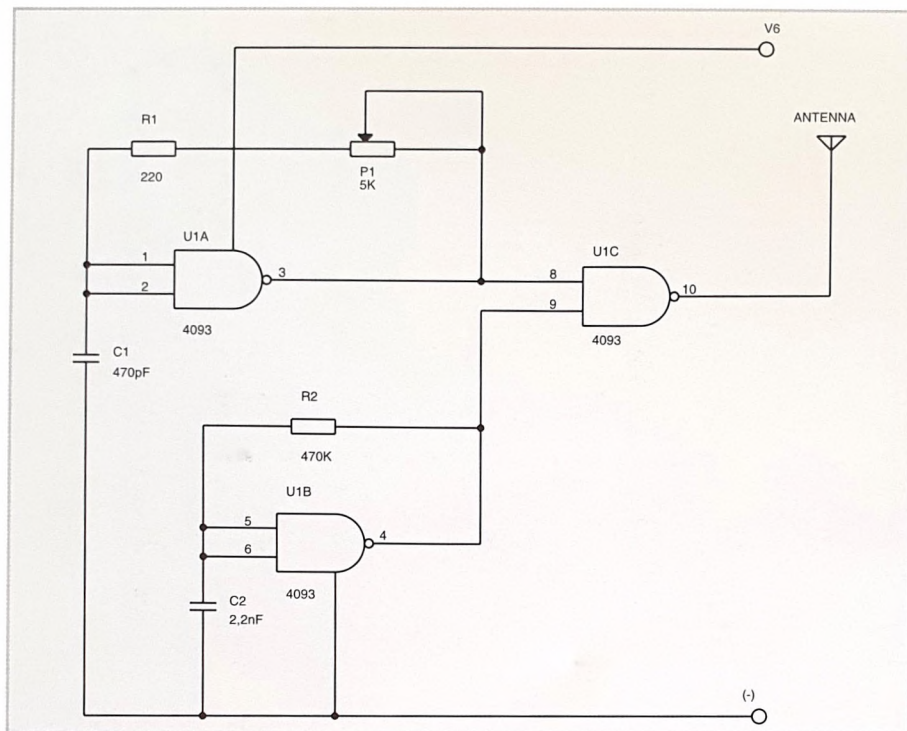 V6
ANTENNA
R1
220
P1
5K
U1A
1
2
3
4093
C1
470pF
U1C
8
9
10
4093
R2
470K
U1B
5
6
4
4093
C2
2,2nF
(-)